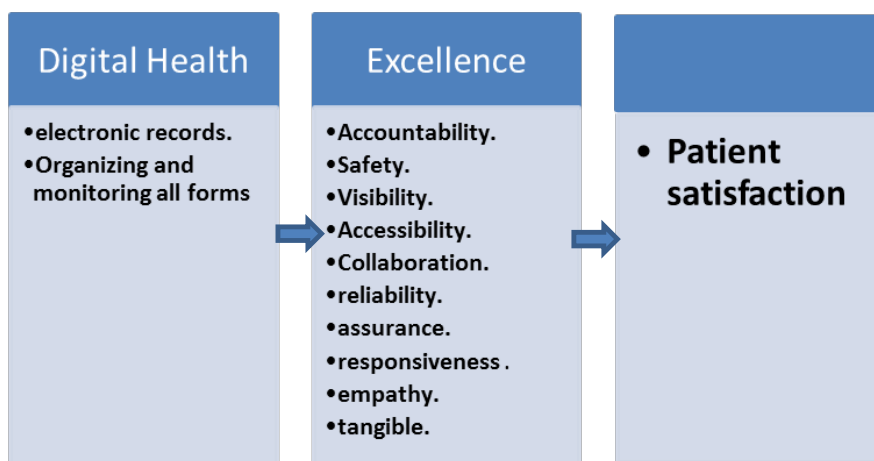 Digital Health
•electronic records.
•Organizing and
monitoring all forms
Excellence
•Accountability.
•Safety.
•Visibility.
•Accessibility.
•Collaboration.
•reliability.
•assurance.
•responsiveness .
•empathy.
•tangible.
• Patient
satisfaction